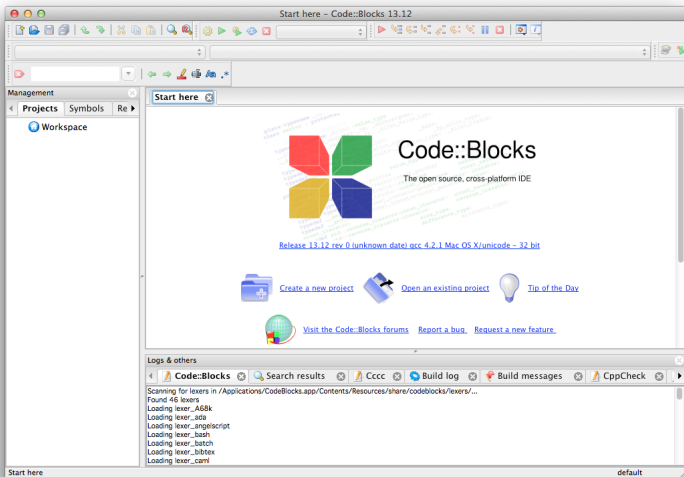 Start here – Code::Blocks 13.12
Management
Projects Symbols Re
Workspace
Start here
Code::Blocks
The open source, cross-platform IDE
Release 13.12 rev 0 (unknown date) gcc 4.2.1 Mac OS X/unicode – 32 bit
Create a new project Open an existing project Tip of the Day
Visit the Code::Blocks forums Report a bug Request a new feature
Logs & others
Code::Blocks Search results Cccc Build log Build messages CppCheck
Scanning for lexers in /Applications/CodeBlocks.app/Contents/Resources/share/codeblocks/lexers/...
Found 46 lexers
Loading lexer_A68k
Loading lexer_ada
Loading lexer_angelscript
Loading lexer_bash
Loading lexer_batch
Loading lexer_bibtex
Loading lexer_caml
Start here default